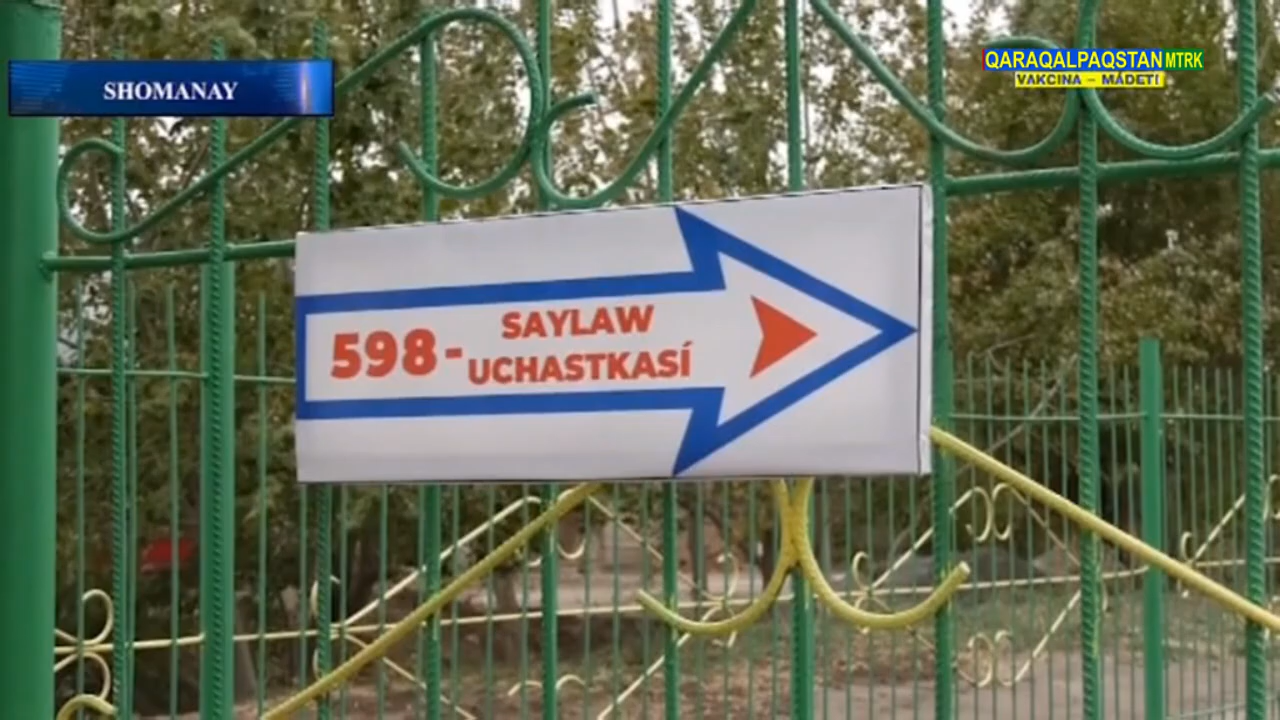 SHOMANAY
QARAQALPAQSTAN MTRK
VAKCINA – MÁDETI
598-
SAYLAW
UCHASTKASÍ